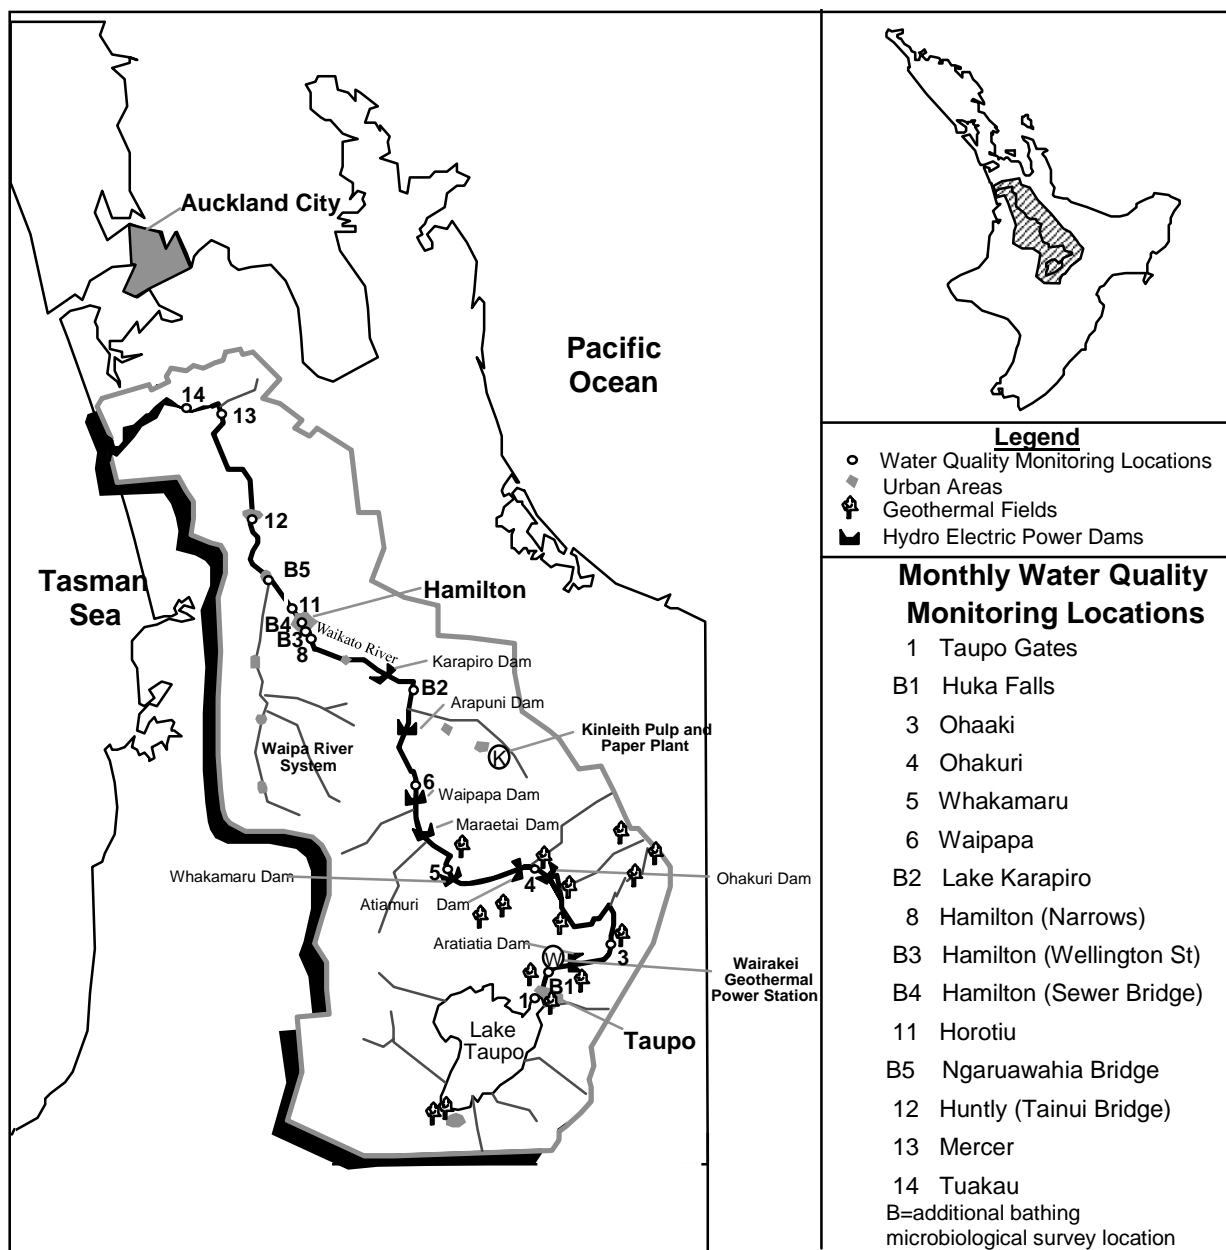 Auckland City
Pacific
Ocean
14
13
12
B5
Tasman
Sea
11
Hamilton
B4
B3
8
Waikato River
Karapiro Dam
B2
Arapuni Dam
Kinleith Pulp and
Paper Plant
K
Waipa River
System
6
Waipapa Dam
Maraetai Dam
Whakamaru Dam
5
4
Ohakuri Dam
Atiamuri Dam
Aratiatia Dam
3
W
Wairakei
Geothermal
Power Station
B1
1
Lake
Taupo
Taupo
Legend
Water Quality Monitoring Locations
Urban Areas
Geothermal Fields
Hydro Electric Power Dams
Monthly Water Quality
Monitoring Locations
1 Taupo Gates
B1 Huka Falls
3 Ohaaki
4 Ohakuri
5 Whakamaru
6 Waipapa
B2 Lake Karapiro
8 Hamilton (Narrows)
B3 Hamilton (Wellington St)
B4 Hamilton (Sewer Bridge)
11 Horotiu
B5 Ngaruawahia Bridge
12 Huntly (Tainui Bridge)
13 Mercer
14 Tuakau
B=additional bathing
microbiological survey location